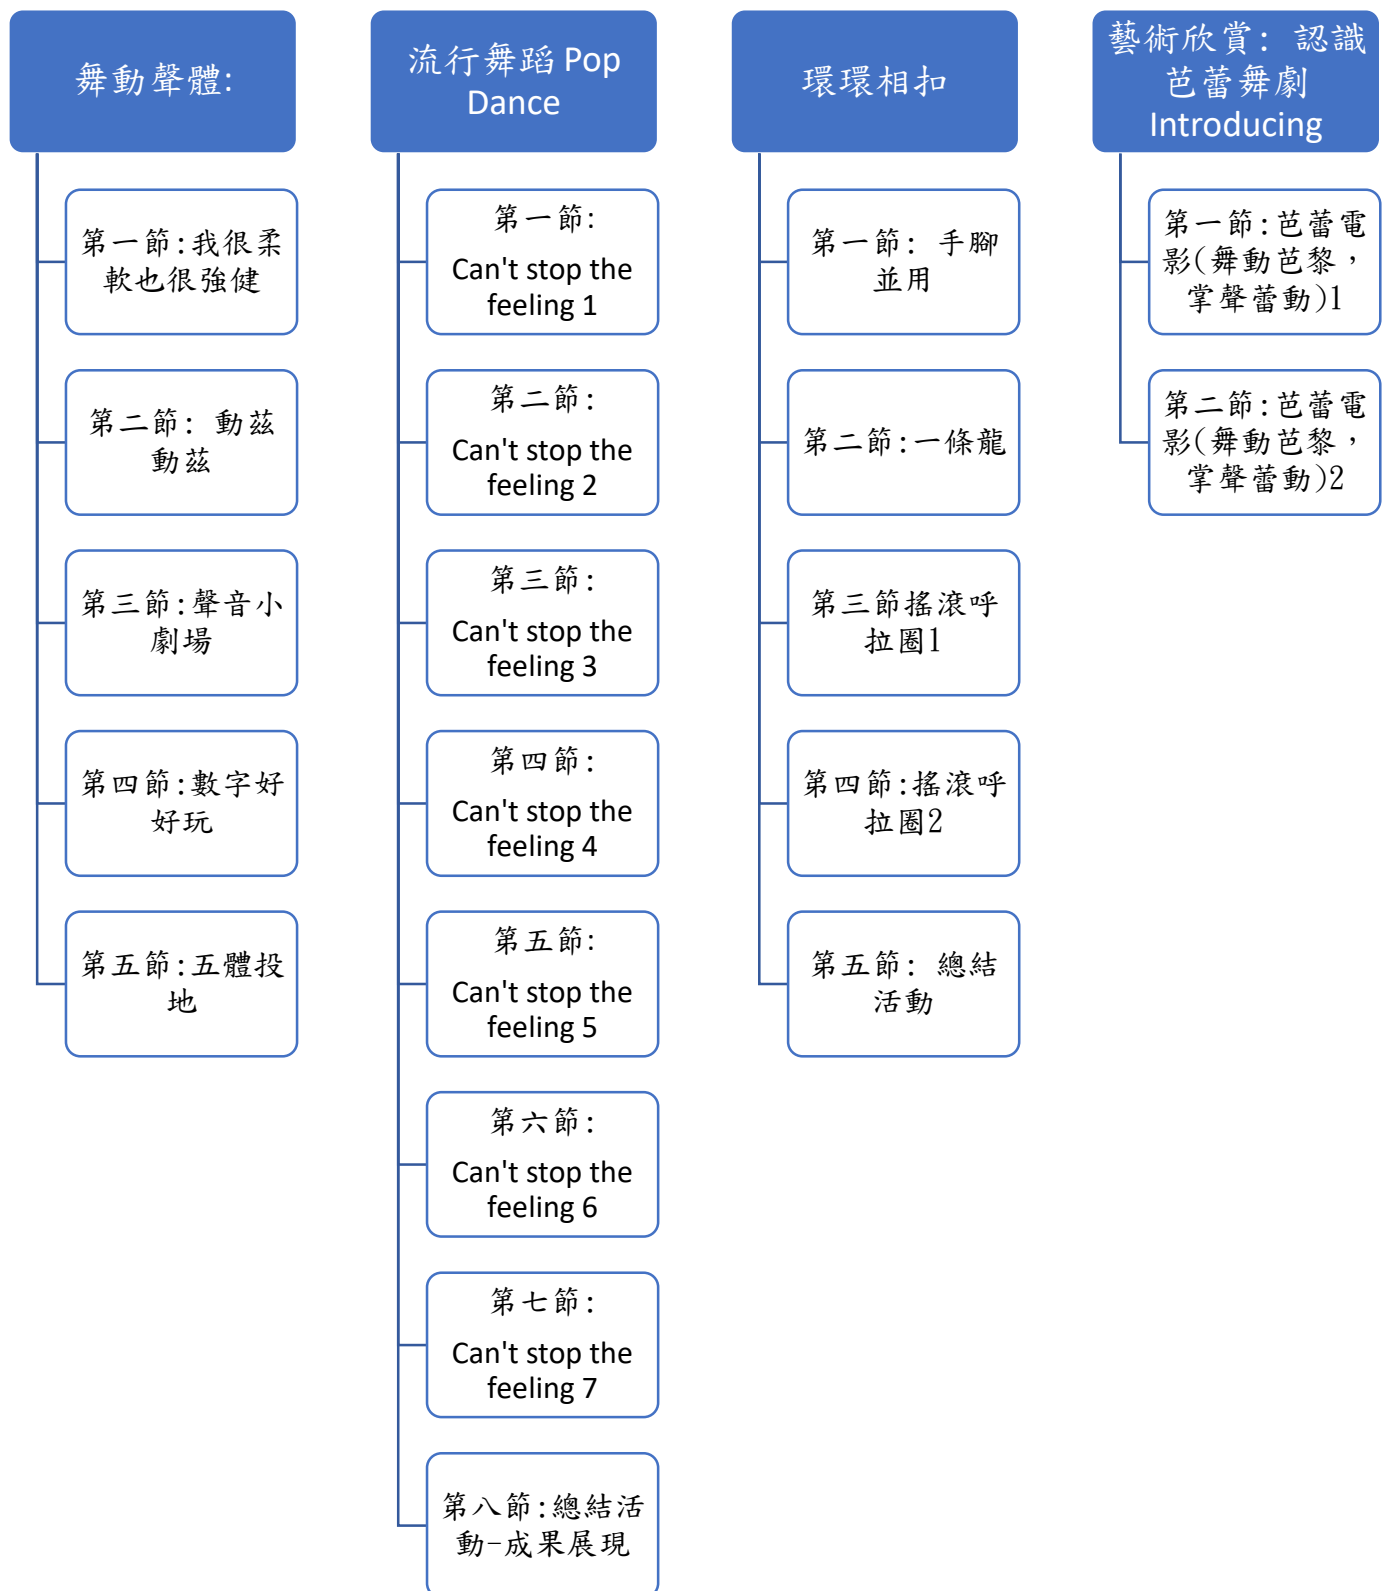 舞動聲體:
第一節:我很柔
軟也很強健
第二節: 動茲
動茲
第三節:聲音小
劇場
第四節:數字好
好玩
第五節:五體投
地
流行舞蹈 Pop
Dance
第一節:
Can't stop the
feeling 1
第二節:
Can't stop the
feeling 2
第三節:
Can't stop the
feeling 3
第四節:
Can't stop the
feeling 4
第五節:
Can't stop the
feeling 5
第六節:
Can't stop the
feeling 6
第七節:
Can't stop the
feeling 7
第八節:總結活
動-成果展現
環環相扣
第一節: 手腳
並用
第二節:一條龍
第三節搖滾呼
拉圈1
第四節:搖滾呼
拉圈2
第五節: 總結
活動
藝術欣賞: 認識
芭蕾舞劇
Introducing
第一節:芭蕾電
影(舞動芭黎，
掌聲蕾動)1
第二節:芭蕾電
影(舞動芭黎，
掌聲蕾動)2